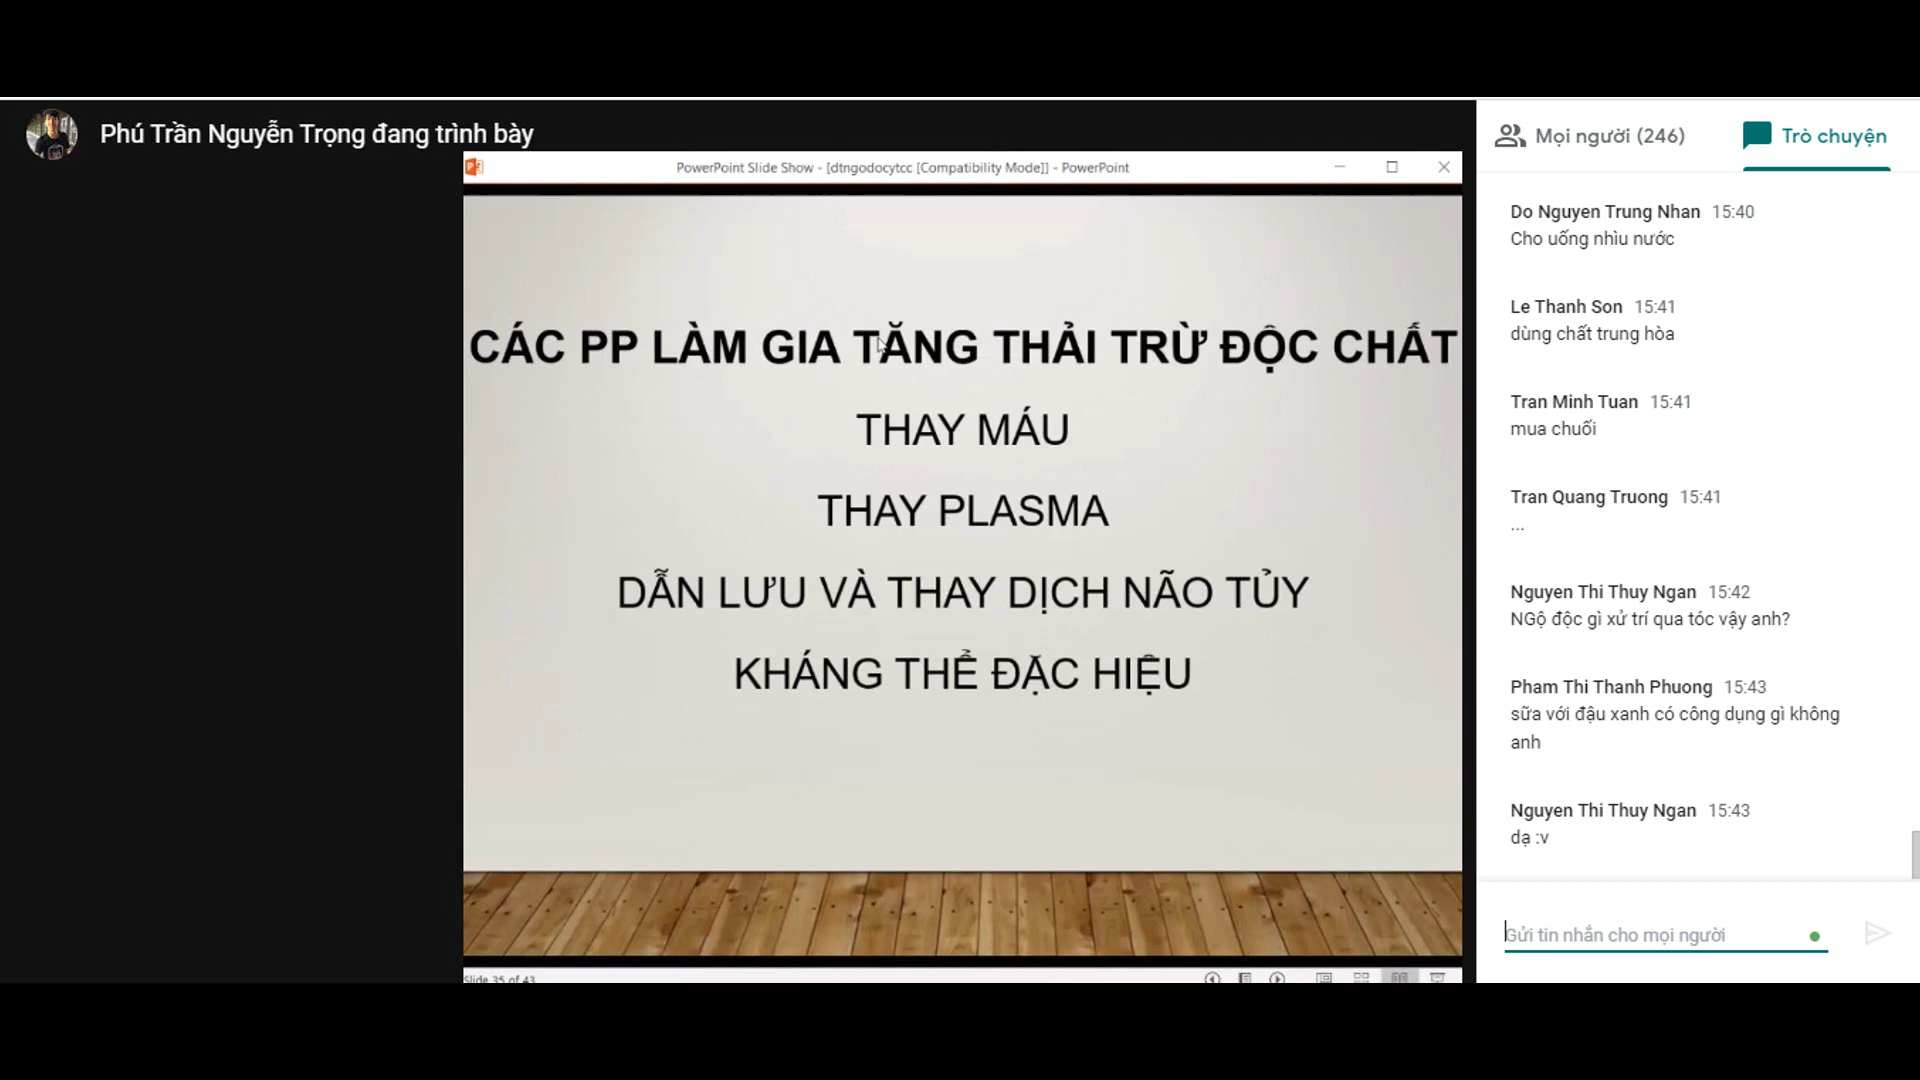 Phú Trần Nguyễn Trọng đang trình bày
PowerPoint Slide Show - [dtngodocytcc [Compatibility Mode]] - PowerPoint
CÁC PP LÀM GIA TĂNG THẢI TRỪ ĐỘC CHẤT
THAY MÁU
THAY PLASMA
DẪN LƯU VÀ THAY DỊCH NÃO TỦY
KHÁNG THỂ ĐẶC HIỆU
Slide 35 of 43
Mọi người (246)
Trò chuyện
Do Nguyen Trung Nhan 15:40
Cho uống nhìu nước
Le Thanh Son 15:41
dùng chất trung hòa
Tran Minh Tuan 15:41
mua chuối
Tran Quang Truong 15:41
...
Nguyen Thi Thuy Ngan 15:42
NGộ độc gì xử trí qua tóc vậy anh?
Pham Thi Thanh Phuong 15:43
sữa với đậu xanh có công dụng gì không
anh
Nguyen Thi Thuy Ngan 15:43
dạ :v
Gửi tin nhắn cho mọi người